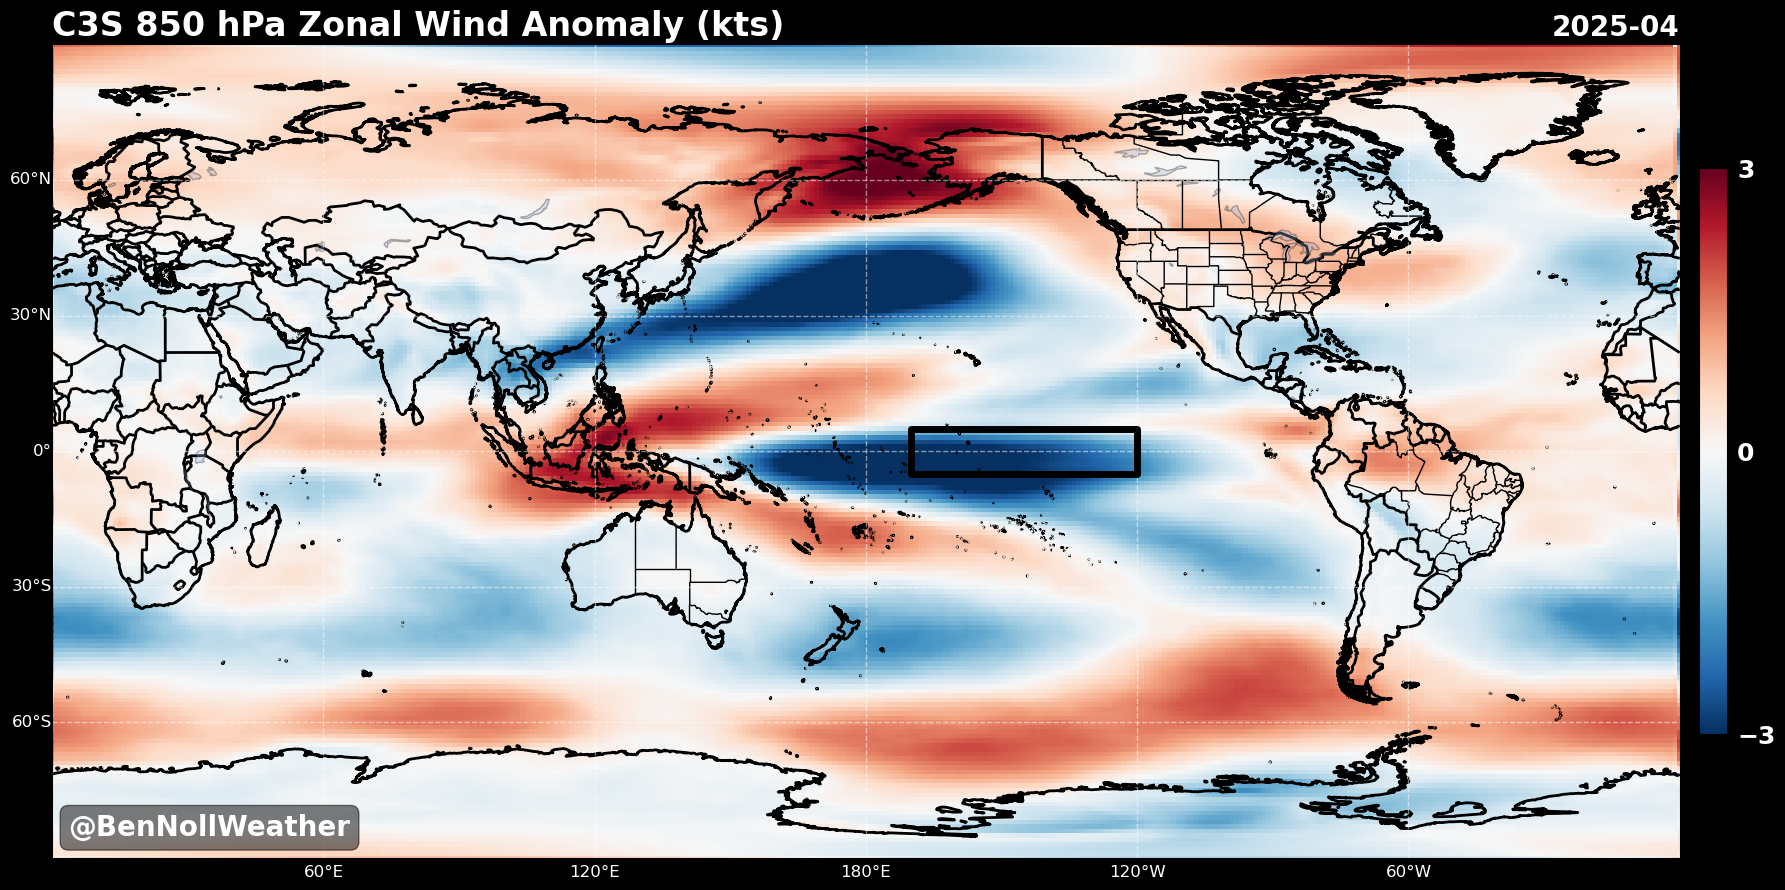 C3S 850 hPa Zonal Wind Anomaly (kts)
2025-04
60°N
30°N
0°
30°S
60°S
60°E
120°E
180°E
120°W
60°W
3
0
−3
@BenNollWeather